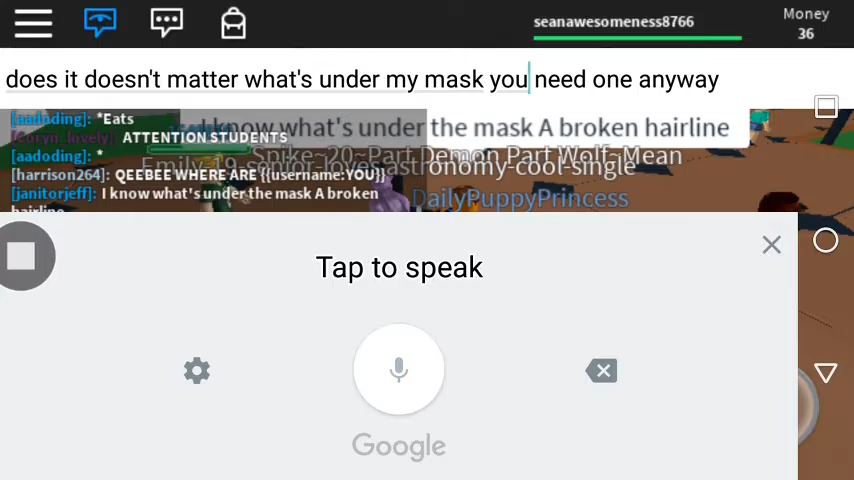 seanawesomeness8766
Money
36
does it doesn't matter what's under my mask you need one anyway
[aadoding]: *Eats
[Coryn_lovely]: ATTENTION STUDENTS
[aadoding]: *
[harrison264]: QEEBEE WHERE ARE {{username:YOU}}
[janitorjeff]: I know what's under the mask A broken
hairline
I know what's under the mask A broken hairline
Spike-20-Part Demon Part Wolf-Mean
Emily-19-senior-loves astronomy-cool-single
DailyPuppyPrincess
Tap to speak
Google